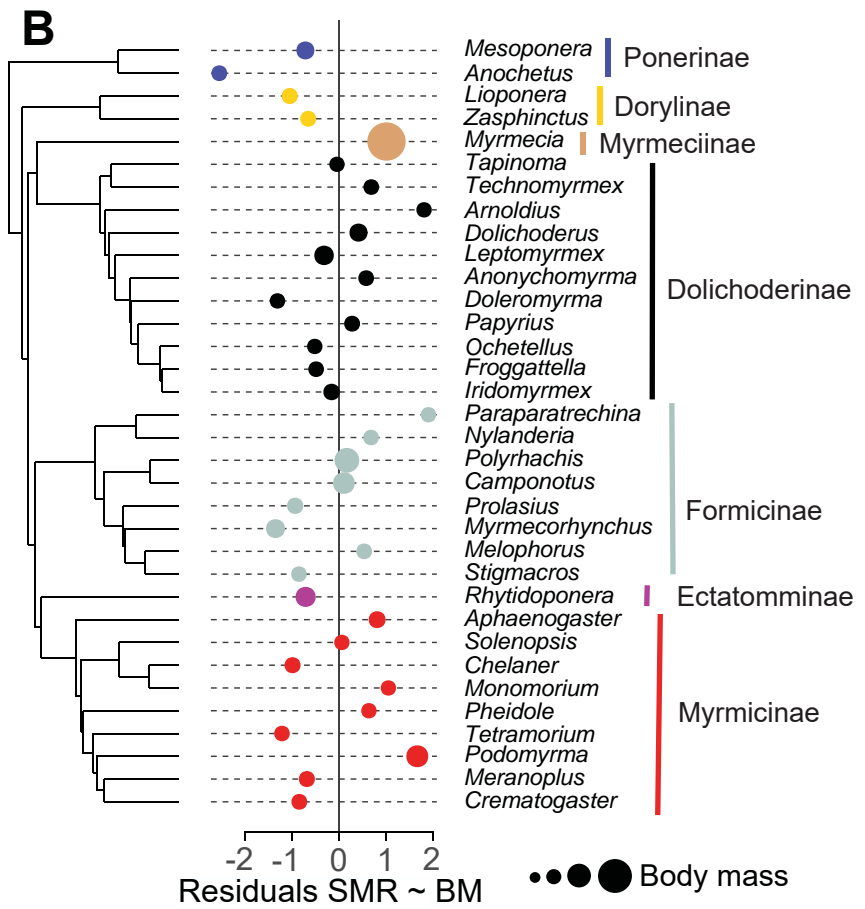 B
Mesoponera
Anochetus
Ponerinae
Lioponera
Zasphinctus
Dorylinae
Myrmecia
Myrmeciinae
Tapinoma
Technomyrmex
Arnoldius
Dolichoderus
Leptomyrmex
Anonychomyrma
Doleromyrma
Papyrius
Ochetellus
Froggattella
Iridomyrmex
Dolichoderinae
Paraparatrechina
Nylanderia
Polyrhachis
Camponotus
Prolasius
Myrmecorhynchus
Melophorus
Stigmacros
Formicinae
Rhytidoponera
Ectatomminae
Aphaenogaster
Solenopsis
Chelaner
Monomorium
Pheidole
Tetramorium
Podomyrma
Meranoplus
Crematogaster
Myrmicinae
-2 -1 0 1 2
Residuals SMR ~ BM
Body mass